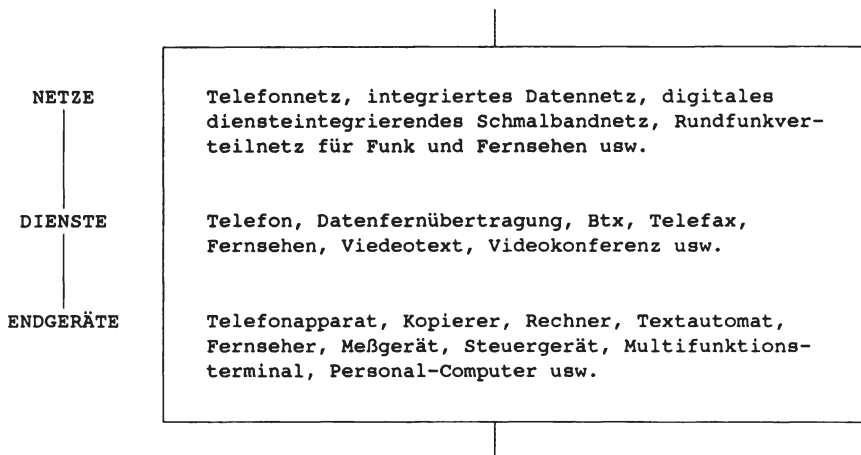 NETZE Telefonnetz, integriertes Datennetz, digitales
diensteintegrierendes Schmalbandnetz, Rundfunkver-
teilnetz für Funk und Fernsehen usw.
DIENSTE Telefon, Datenfernübertragung, Btx, Telefax,
Fernsehen, Viedeotext, Videokonferenz usw.
ENDGERÄTE Telefonapparat, Kopierer, Rechner, Textautomat,
Fernseher, Meßgerät, Steuergerät, Multifunktions-
terminal, Personal-Computer usw.